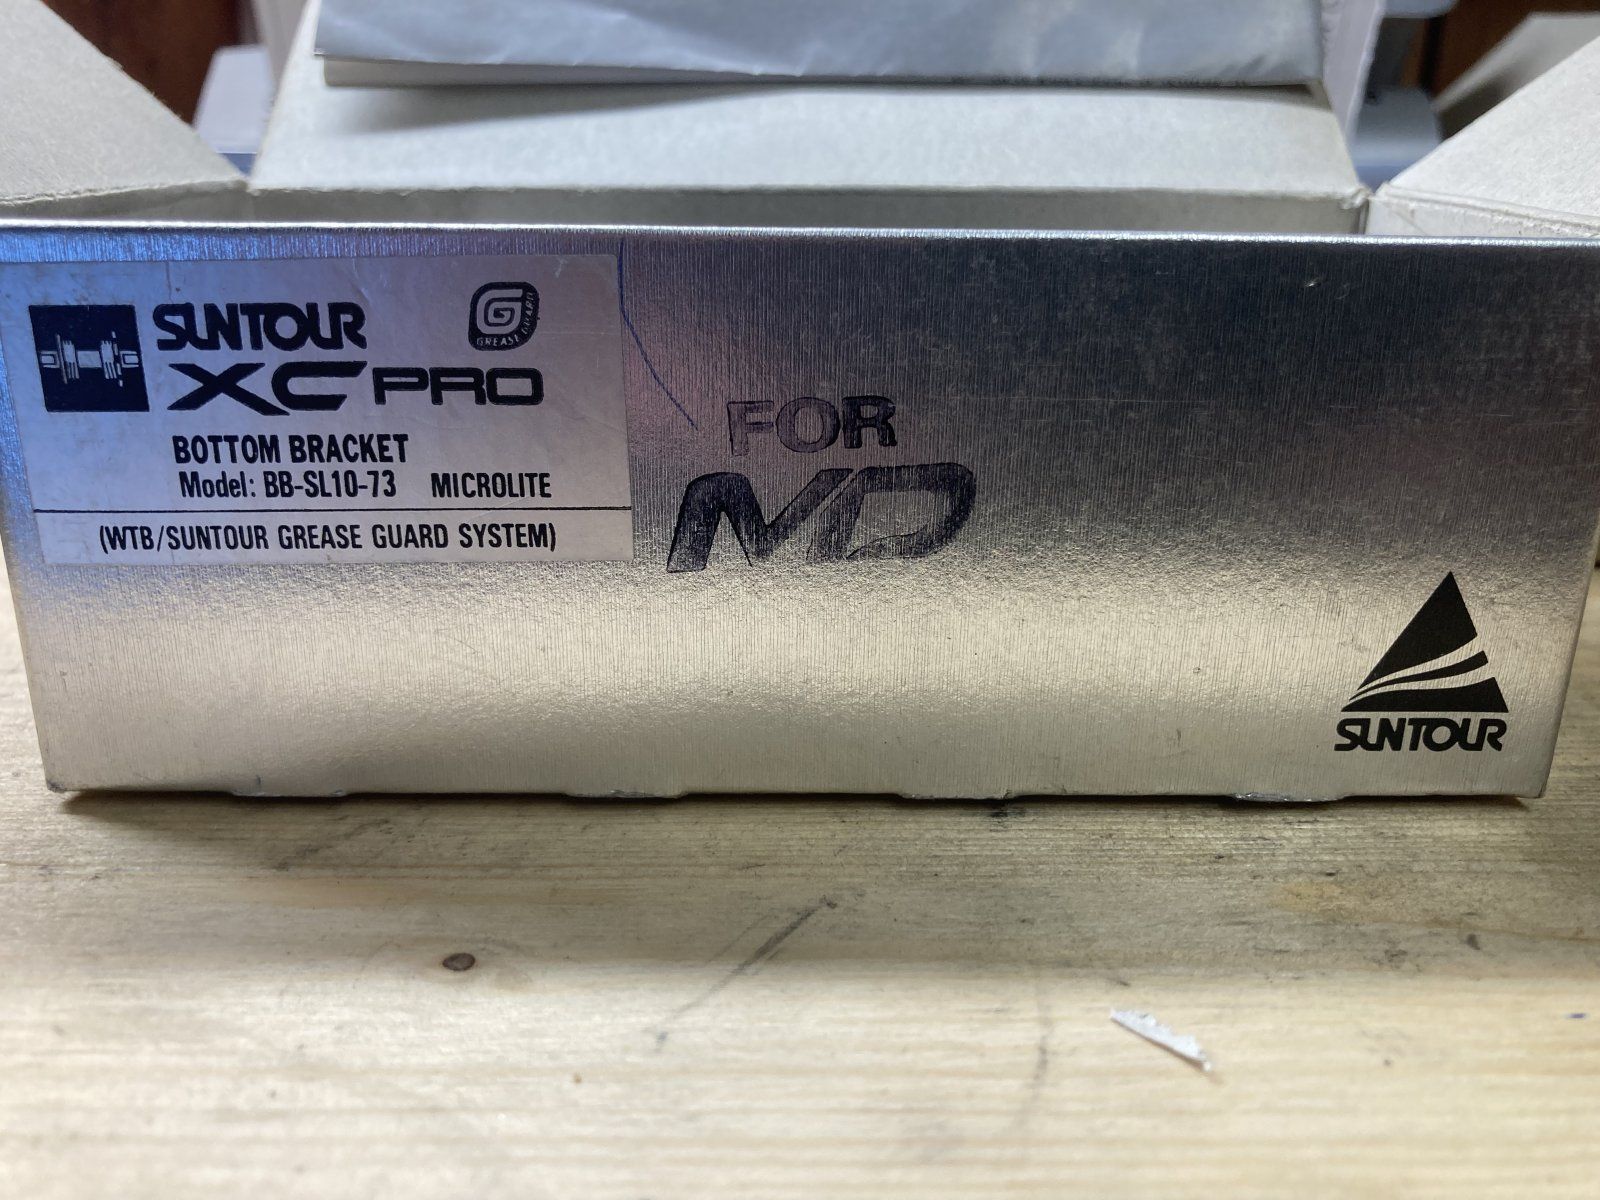 SUNTOUR
GREASE GUARD
XC PRO
BOTTOM BRACKET
Model: BB-SL10-73 MICROLITE
(WTB/SUNTOUR GREASE GUARD SYSTEM)
FOR
MD
SUNTOUR